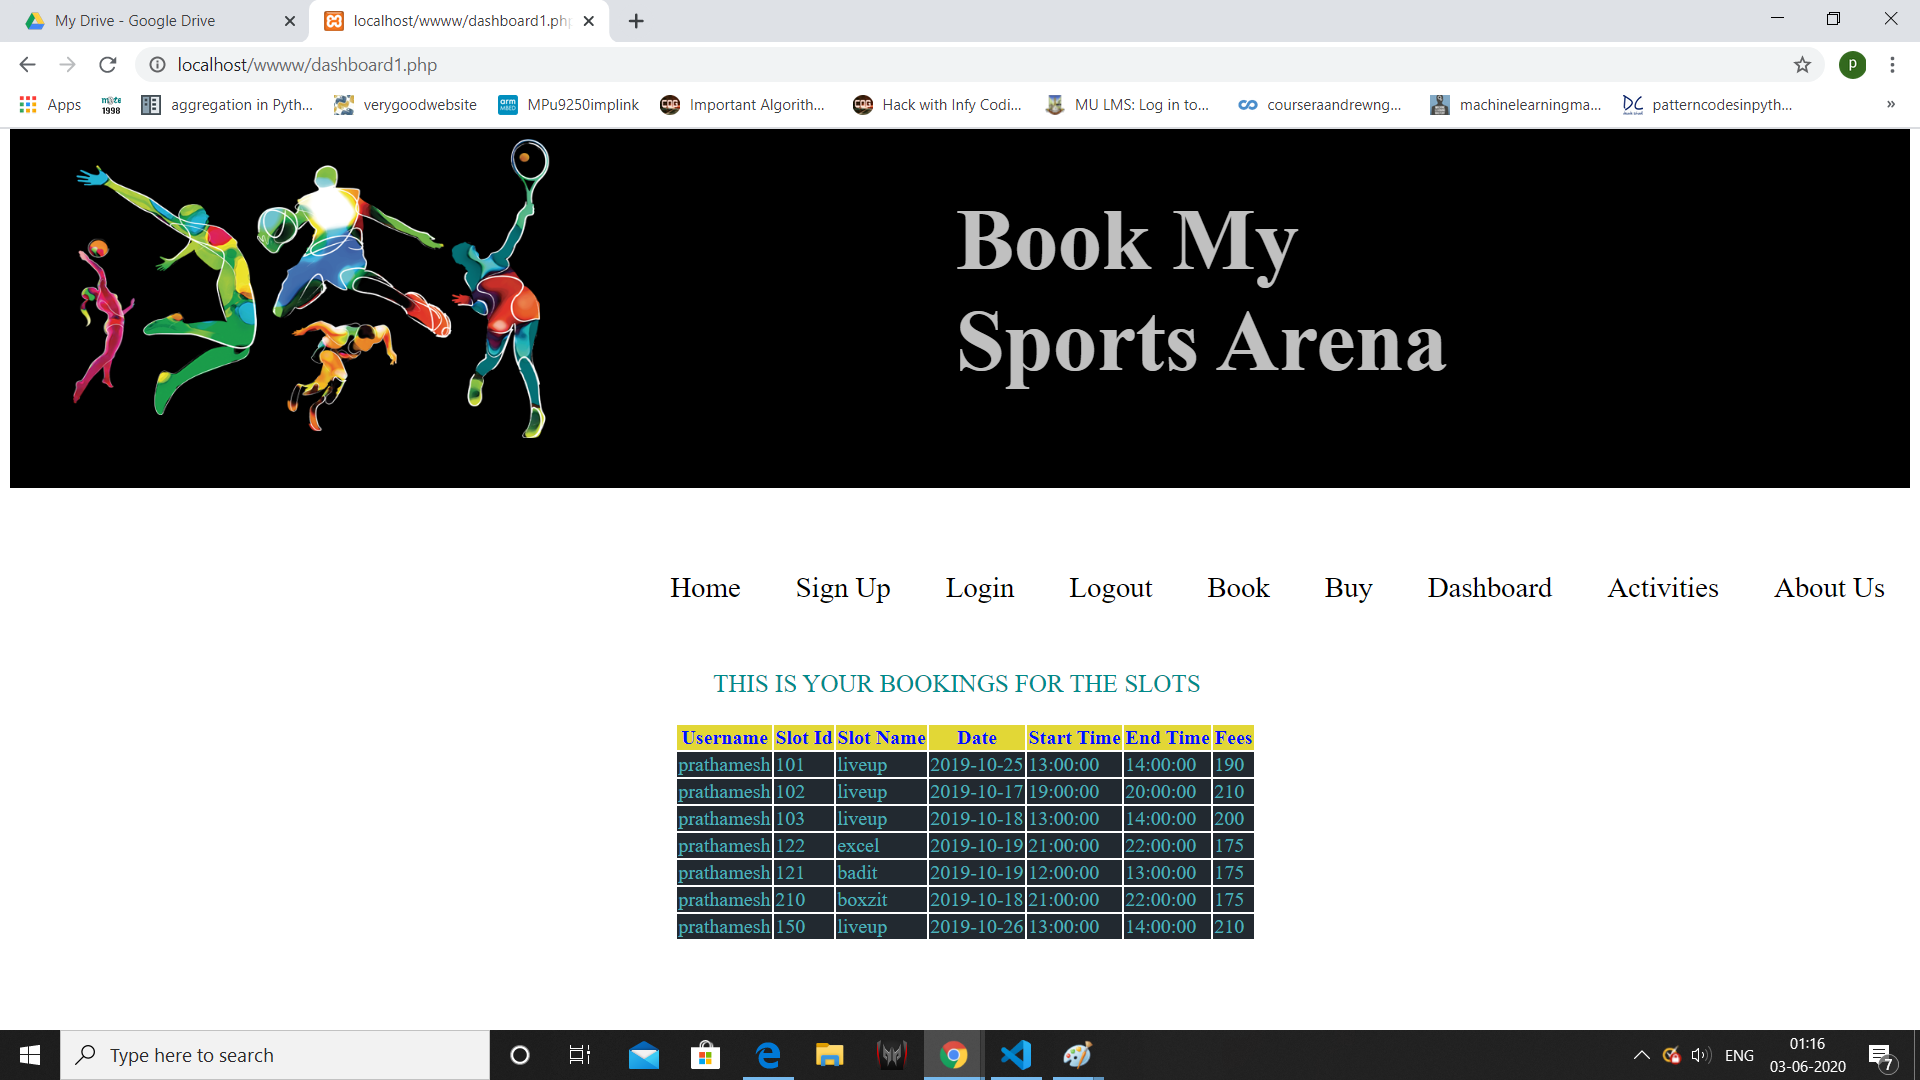 My Drive - Google Drive
localhost/wwww/dashboard1.php
localhost/wwww/dashboard1.php
P
Apps
1998
aggregation in Pyth...
verygoodwebsite
arm MBED
MPu9250implink
Important Algorith...
Hack with Infy Codi...
MU LMS: Log in to...
courseraandrewng...
machinelearningma...
patterncodesinpyth...
»
Book My
Sports Arena
Home Sign Up Login Logout Book Buy Dashboard Activities About Us
THIS IS YOUR BOOKINGS FOR THE SLOTS
Username Slot Id Slot Name Date Start Time End Time Fees
prathamesh 101 liveup 2019-10-25 13:00:00 14:00:00 190
prathamesh 102 liveup 2019-10-17 19:00:00 20:00:00 210
prathamesh 103 liveup 2019-10-18 13:00:00 14:00:00 200
prathamesh 122 excel 2019-10-19 21:00:00 22:00:00 175
prathamesh 121 badit 2019-10-19 12:00:00 13:00:00 175
prathamesh 210 boxzit 2019-10-18 21:00:00 22:00:00 175
prathamesh 150 liveup 2019-10-26 13:00:00 14:00:00 210
Type here to search
ENG
01:16
03-06-2020
7